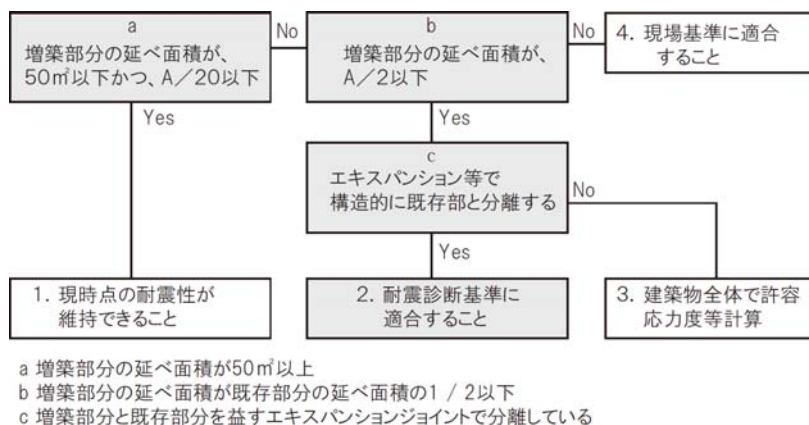 a
増築部分の延べ面積が、
50㎡以下かつ、A／20以下
No
b
増築部分の延べ面積が、
A／2以下
No
4. 現場基準に適合
すること
Yes
Yes
c
エキスパンション等で
構造的に既存部と分離する
No
Yes
1. 現時点の耐震性が
維持できること
2. 耐震診断基準に
適合すること
3. 建築物全体で許容
応力度等計算
a 増築部分の延べ面積が50㎡以上
b 増築部分の延べ面積が既存部分の延べ面積の1 / 2以下
c 増築部分と既存部分を益すエキスパンションジョイントで分離している